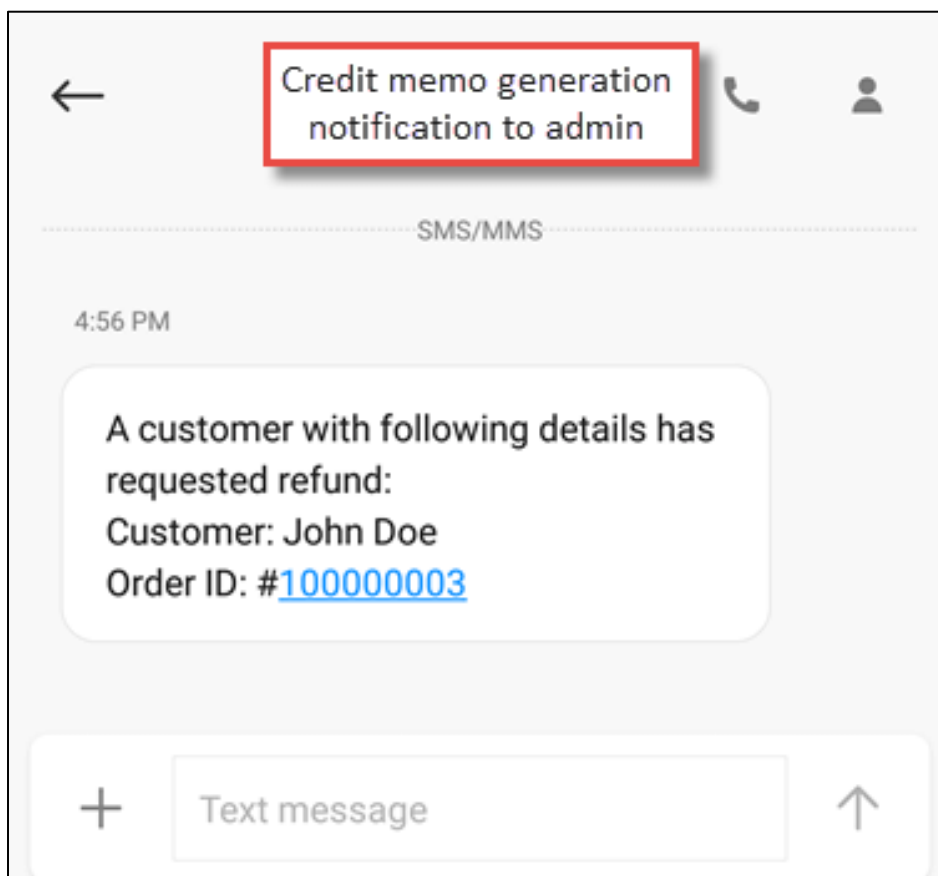 Credit memo generation
notification to admin
SMS/MMS
4:56 PM
A customer with following details has
requested refund:
Customer: John Doe
Order ID: #100000003
Text message